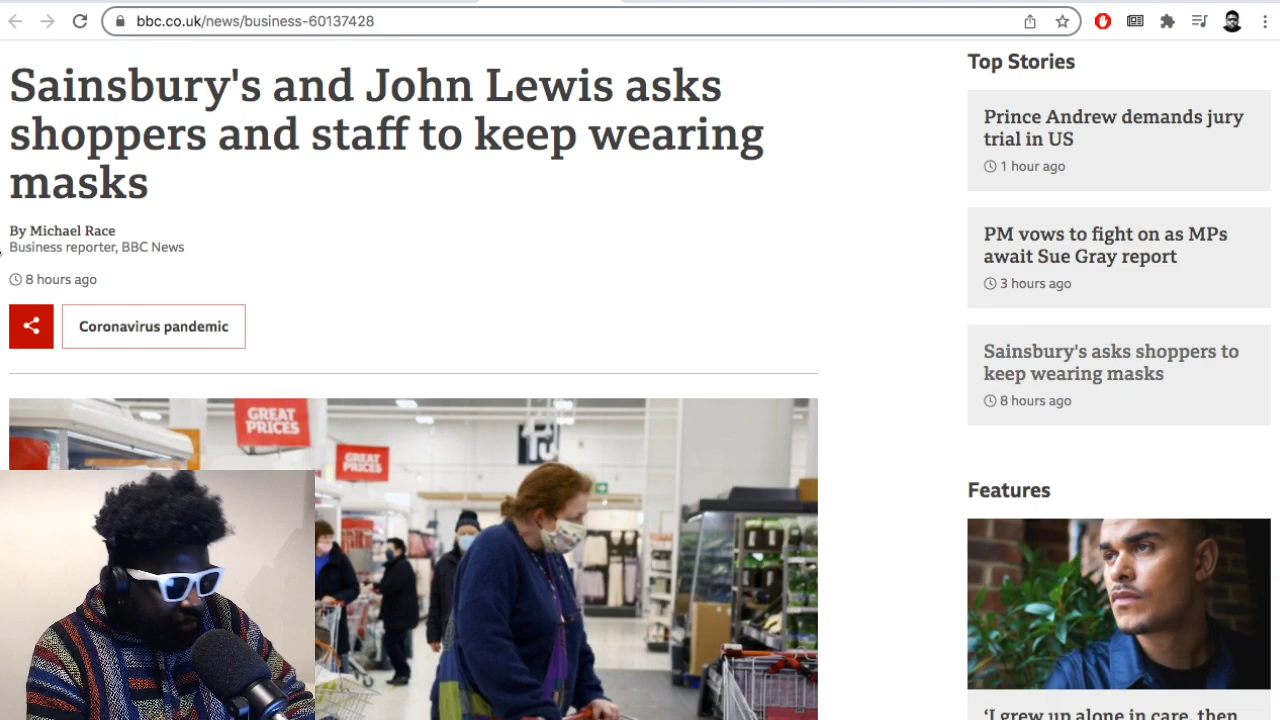 bbc.co.uk/news/business-60137428
Sainsbury's and John Lewis asks
shoppers and staff to keep wearing
masks
By Michael Race
Business reporter, BBC News
8 hours ago
Coronavirus pandemic
GREAT
PRICES
GREAT
PRICES
Tu
Top Stories
Prince Andrew demands jury
trial in US
1 hour ago
PM vows to fight on as MPs
await Sue Gray report
3 hours ago
Sainsbury's asks shoppers to
keep wearing masks
8 hours ago
Features
'I grew up alone in care, then